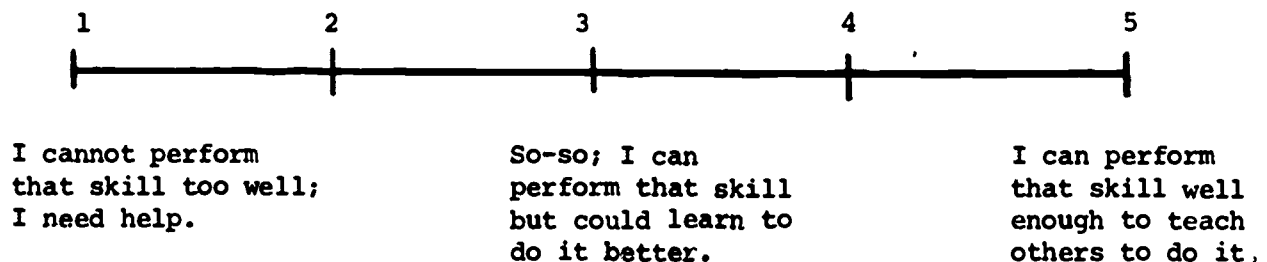 1 2 3 4 5
I cannot perform
that skill too well;
I need help.
So-so; I can
perform that skill
but could learn to
do it better.
I can perform
that skill well
enough to teach
others to do it.